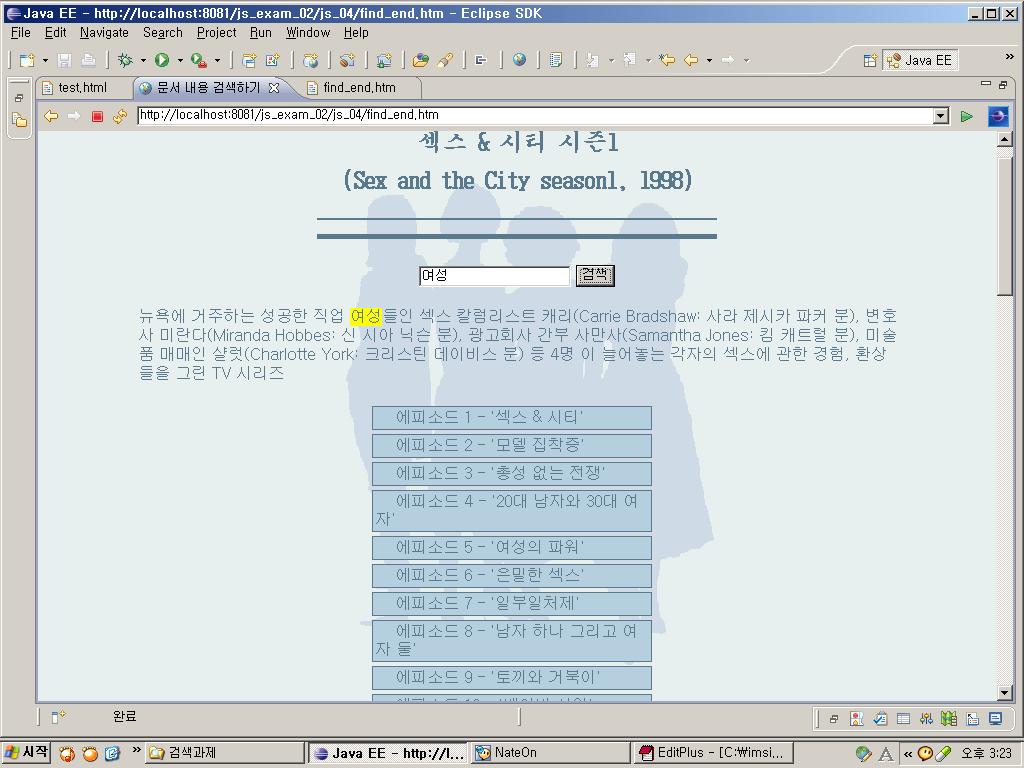 Java EE - http://localhost:8081/js_exam_02/js_04/find_end.htm - Eclipse SDK
File Edit Navigate Search Project Run Window Help
Java EE
test.html 문서 내용 검색하기 find_end.htm
http://localhost:8081/js_exam_02/js_04/find_end.htm
섹스 & 시티 시즌1
(Sex and the City season1, 1998)
여성 검색
뉴욕에 거주하는 성공한 직업 여성들인 섹스 칼럼리스트 캐리(Carrie Bradshaw: 사라 제시카 파커 분), 변호
사 미란다(Miranda Hobbes: 신시아 닉슨 분), 광고회사 간부 사만사(Samantha Jones: 킴 캐트럴 분), 미술
품 매매인 샬럿(Charlotte York: 크리스틴 데이비스 분) 등 4명 이 늘어놓는 각자의 섹스에 관한 경험, 환상
들을 그린 TV 시리즈
에피소드 1 - '섹스 & 시티'
에피소드 2 - '모델 집착증'
에피소드 3 - '총성 없는 전쟁'
에피소드 4 - '20대 남자와 30대 여
자'
에피소드 5 - '여성의 파워'
에피소드 6 - '은밀한 섹스'
에피소드 7 - '일부일처제'
에피소드 8 - '남자 하나 그리고 여
자 둘'
에피소드 9 - '토끼와 거북이'
완료
시작 검색과제 Java EE - http://l... NateOn EditPlus - [C:\imsi... A 오후 3:23